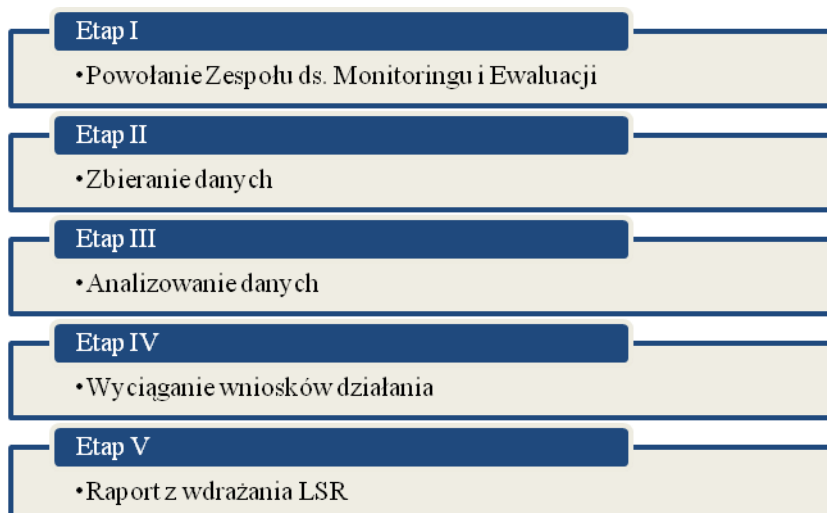 Etap I
•Powołanie Zespołu ds. Monitoringu i Ewaluacji
Etap II
•Zbieranie danych
Etap III
•Analizowanie danych
Etap IV
•Wyciąganie wniosków działania
Etap V
•Raport z wdrażania LSR